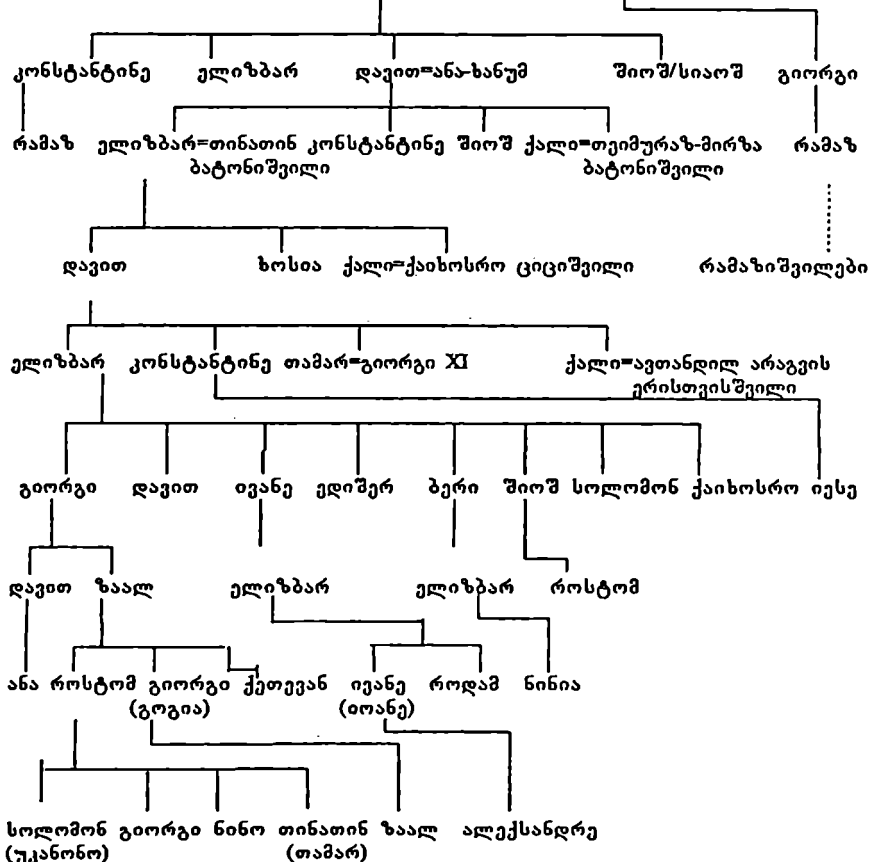 კონსტანტინე ელიზბარ დავით=ანა-ხანუმ შიოშ/სიაოშ გიორგი
რამაზ ელიზბარ=თინათინ კონსტანტინე შიოშ ქალი=თეიმურაზ-მირზა რამაზ
ბატონიშვილი ბატონიშვილი
დავით ხოსია ქალი=ქაიხოსრო ციციშვილი რამაზიშვილები
ელიზბარ კონსტანტინე თამარ=გიორგი XI ქალი=ავთანდილ არაგვის
ერისთვისშვილი
გიორგი დავით ივანე ედიშერ ბერი შიოშ სოლომონ ქაიხოსრო იესე
დავით ზაალ ელიზბარ ელიზბარ როსტომ
ანა როსტომ გიორგი ქეთევან ივანე როდამ ნინია
(გოგია) (იოანე)
სოლომონ გიორგი ნინო თინათინ ზაალ ალექსანდრე
(უკანონო) (თამარ)